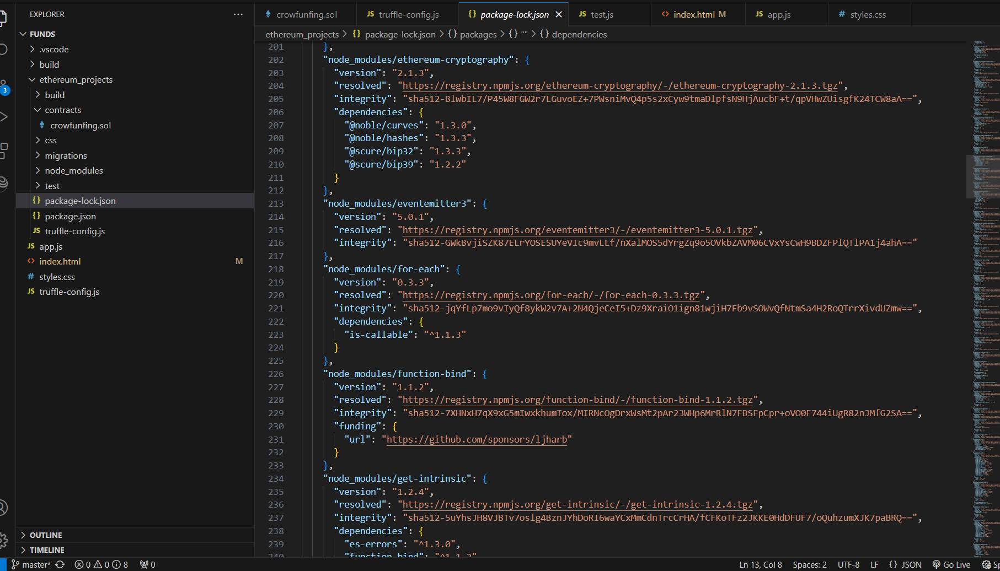 EXPLORER ...
FUNDS
.vscode
build
ethereum_projects
build
contracts
crowfunfing.sol
css
migrations
node_modules
test
{} package-lock.json
{} package.json
JS truffle-config.js
JS app.js
<> index.html M
# styles.css
JS truffle-config.js
OUTLINE
TIMELINE
3
crowfunfing.sol JS truffle-config.js {} package-lock.json JS test.js <> index.html M JS app.js # styles.css
ethereum_projects > {} package-lock.json > {} packages > {} "" > {} dependencies
201 },
202 "node_modules/ethereum-cryptography": {
203 "version": "2.1.3",
204 "resolved": "https://registry.npmjs.org/ethereum-cryptography/-/ethereum-cryptography-2.1.3.tgz",
205 "integrity": "sha512-BlwbIL7/P45W8FGW2r7LGuvoEZ+7PWsniMvQ4p5s2xCyw9tmaDlpfsN9HjAucbF+t/qpVHwZUisgfK24TCW8aA==",
206 "dependencies": {
207 "@noble/curves": "1.3.0",
208 "@noble/hashes": "1.3.3",
209 "@scure/bip32": "1.3.3",
210 "@scure/bip39": "1.2.2"
211 }
212 },
213 "node_modules/eventemitter3": {
214 "version": "5.0.1",
215 "resolved": "https://registry.npmjs.org/eventemitter3/-/eventemitter3-5.0.1.tgz",
216 "integrity": "sha512-GWkBvjiSZK87ELrYOSESUYeVIc9mvLLf/nXalMOS5dYrgZq9o5OVkbZAVM06CVxYsCwH9BDZFPlQTlPA1j4ahA=="
217 },
218 "node_modules/for-each": {
219 "version": "0.3.3",
220 "resolved": "https://registry.npmjs.org/for-each/-/for-each-0.3.3.tgz",
221 "integrity": "sha512-jqYfLp7mo9vIyQf8ykW2v7A+2N4QjeCeI5+Dz9XraiO1ign81wjiH7Fb9vSOWvQfNtmSa4H2RoQTrrXivdUZmw==",
222 "dependencies": {
223 "is-callable": "^1.1.3"
224 }
225 },
226 "node_modules/function-bind": {
227 "version": "1.1.2",
228 "resolved": "https://registry.npmjs.org/function-bind/-/function-bind-1.1.2.tgz",
229 "integrity": "sha512-7XHNxH7qX9xG5mIwxkhumTox/MIRNcOgDrxWsMt2pAr23WHp6MrRlN7FBSFpCpr+oVO0F744iUgR82nJMfG2SA==",
230 "funding": {
231 "url": "https://github.com/sponsors/ljharb"
232 }
233 },
234 "node_modules/get-intrinsic": {
235 "version": "1.2.4",
236 "resolved": "https://registry.npmjs.org/get-intrinsic/-/get-intrinsic-1.2.4.tgz",
237 "integrity": "sha512-5uYhsJH8VJBTv7oslg4BznJYhDoRI6waYCxMmCdnTrcCrHA/fCFKoTFz2JKKE0HdDFUF7/oQuhzumXJK7paBRQ==",
238 "dependencies": {
239 "es-errors": "^1.3.0",
240 "function-bind": "^1.1.2"
master* 0 0 8 0 Ln 13, Col 8 Spaces: 2 UTF-8 LF {} JSON Go Live Sp